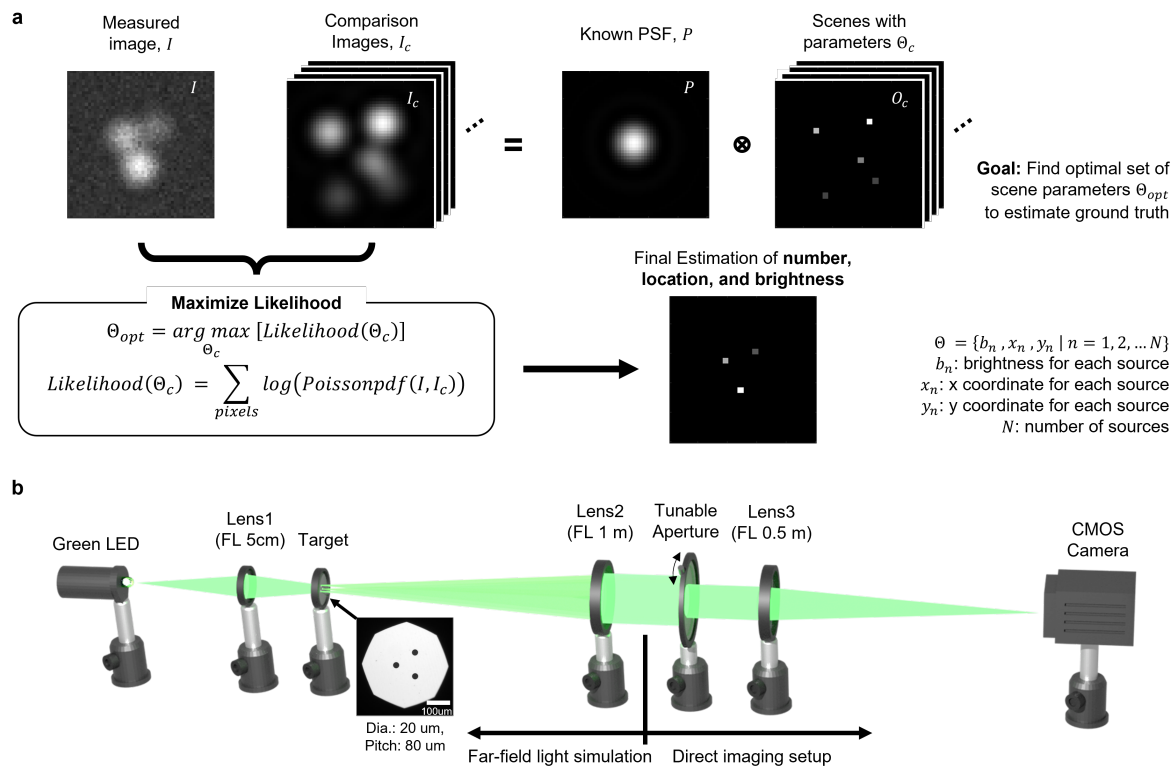 a
Measured
image, I
Comparison
Images, I_c
Known PSF, P
Scenes with
parameters Θ_c
I
I_c
=
P
⊗
O_c
Goal: Find optimal set of
scene parameters Θ_opt
to estimate ground truth
Maximize Likelihood
Θ_opt = arg max [Likelihood(Θ_c)]
Θ_c
Likelihood(Θ_c) = ∑ log(Poissonpdf(I, I_c))
pixels
Final Estimation of number,
location, and brightness
Θ = {b_n , x_n , y_n | n = 1, 2, … N}
b_n: brightness for each source
x_n: x coordinate for each source
y_n: y coordinate for each source
N: number of sources
b
Green LED
Lens1
(FL 5cm)
Target
Lens2
(FL 1 m)
Tunable
Aperture
Lens3
(FL 0.5 m)
CMOS
Camera
100um
Dia.: 20 um,
Pitch: 80 um
Far-field light simulation
Direct imaging setup